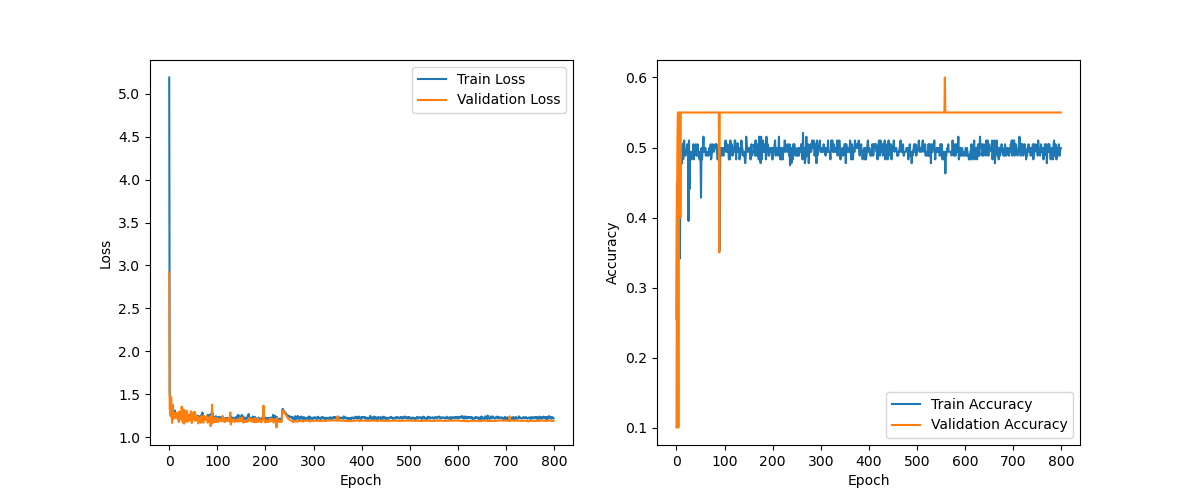 5.0
4.5
4.0
3.5
3.0
2.5
2.0
1.5
1.0
Loss
0 100 200 300 400 500 600 700 800
Epoch
Train Loss
Validation Loss
0.6
0.5
0.4
0.3
0.2
0.1
Accuracy
0 100 200 300 400 500 600 700 800
Epoch
Train Accuracy
Validation Accuracy